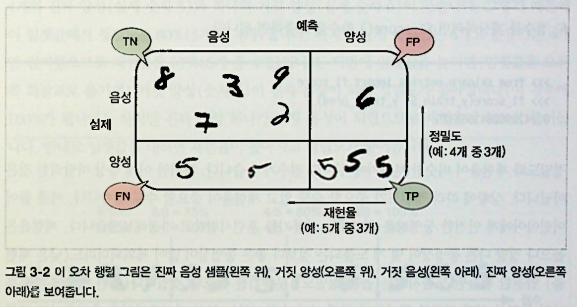 예측
TN 음성 양성 FP
8 3 9 6
음성
7 2
실제
정밀도
(예: 4개 중 3개)
양성 5 5 5 5 5
FN TP
재현율
(예: 5개 중 3개)
그림 3-2 이 오차 행렬 그림은 진짜 음성 샘플(왼쪽 위), 거짓 양성(오른쪽 위), 거짓 음성(왼쪽 아래), 진짜 양성(오른쪽
아래)를 보여줍니다.